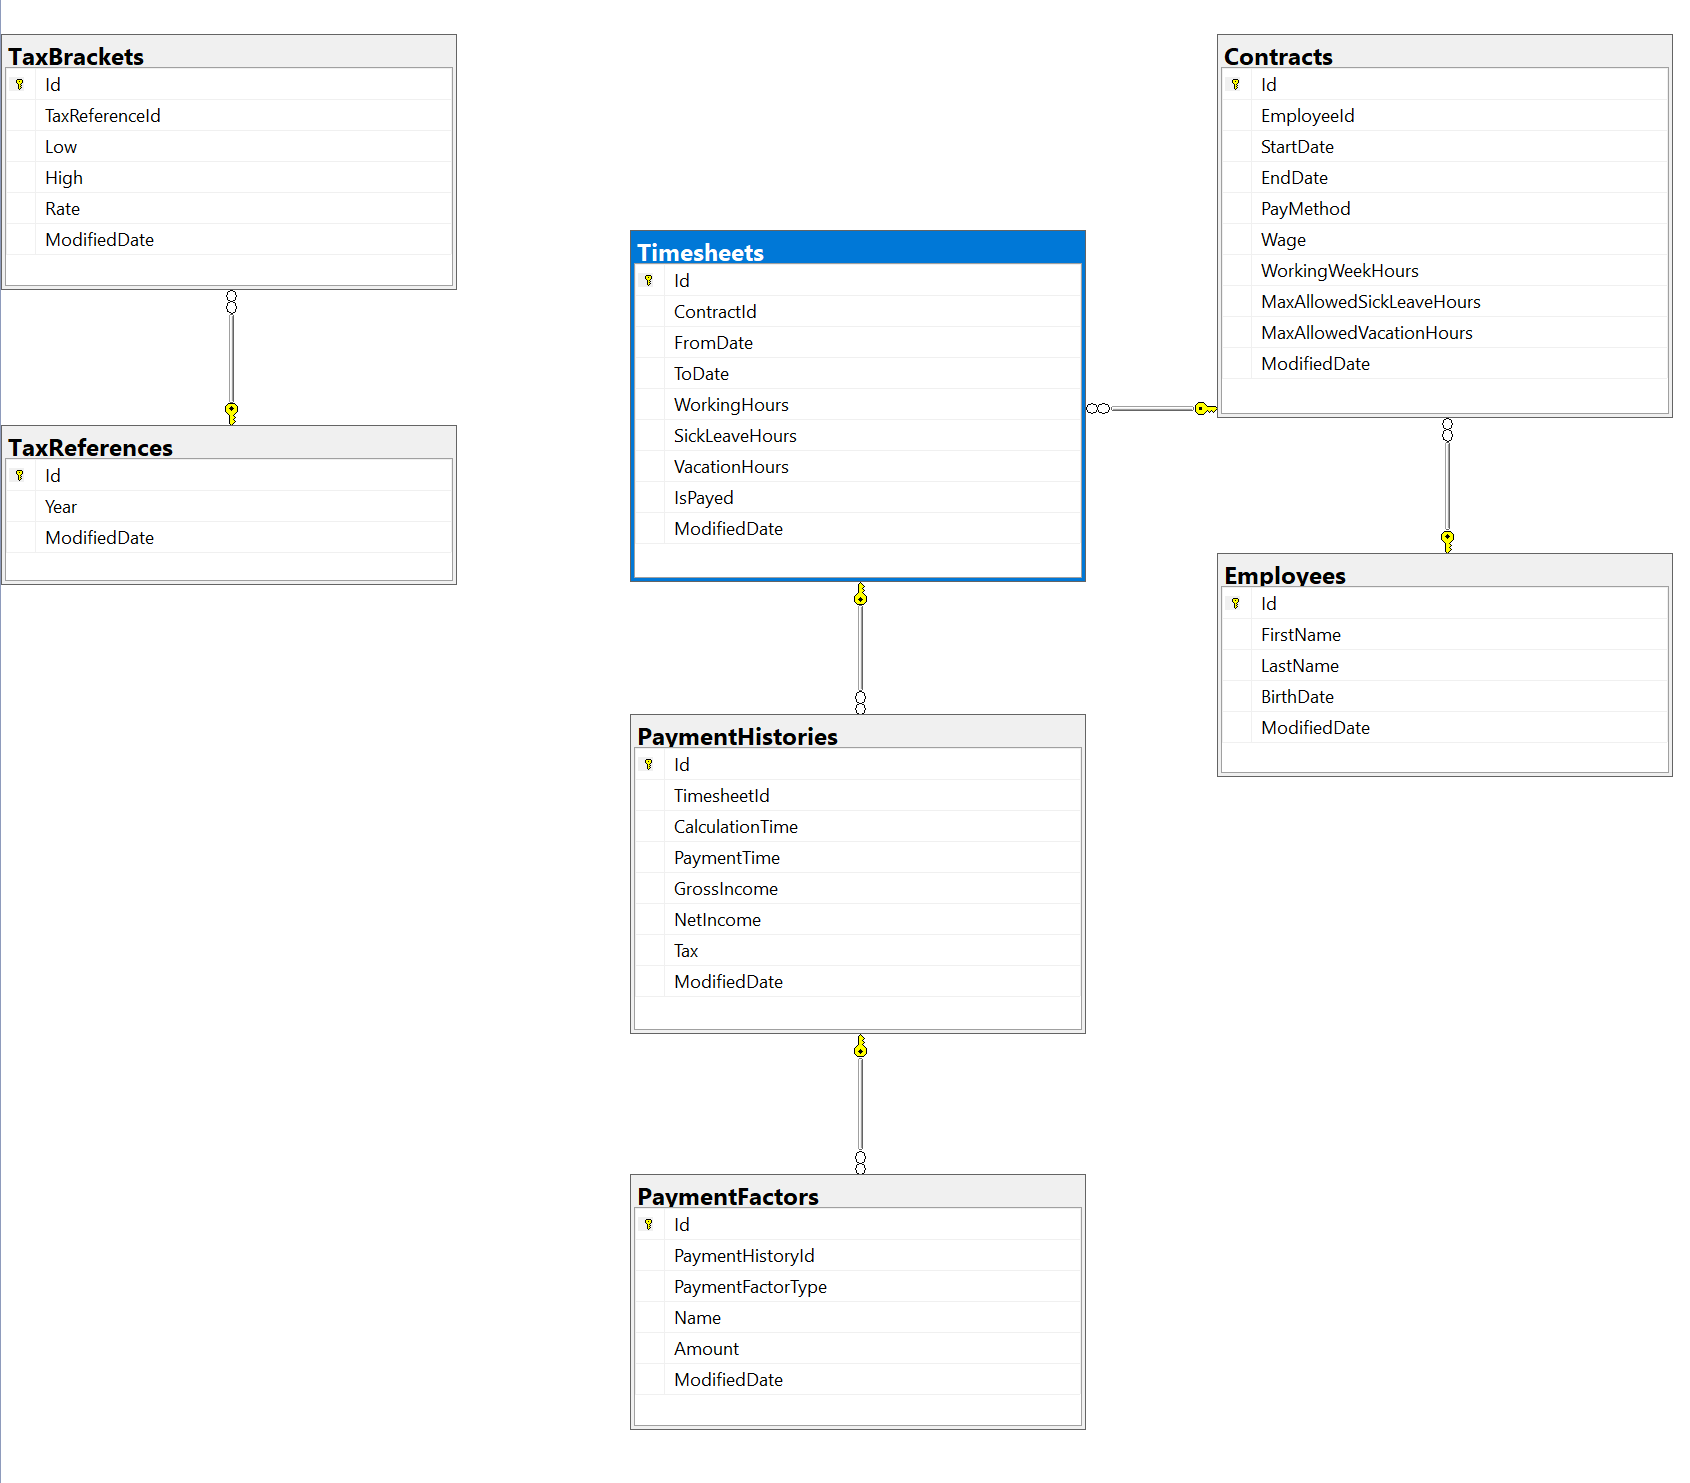 TaxBrackets
Id
TaxReferenceId
Low
High
Rate
ModifiedDate
TaxReferences
Id
Year
ModifiedDate
Timesheets
Id
ContractId
FromDate
ToDate
WorkingHours
SickLeaveHours
VacationHours
IsPayed
ModifiedDate
PaymentHistories
Id
TimesheetId
CalculationTime
PaymentTime
GrossIncome
NetIncome
Tax
ModifiedDate
PaymentFactors
Id
PaymentHistoryId
PaymentFactorType
Name
Amount
ModifiedDate
Contracts
Id
EmployeeId
StartDate
EndDate
PayMethod
Wage
WorkingWeekHours
MaxAllowedSickLeaveHours
MaxAllowedVacationHours
ModifiedDate
Employees
Id
FirstName
LastName
BirthDate
ModifiedDate